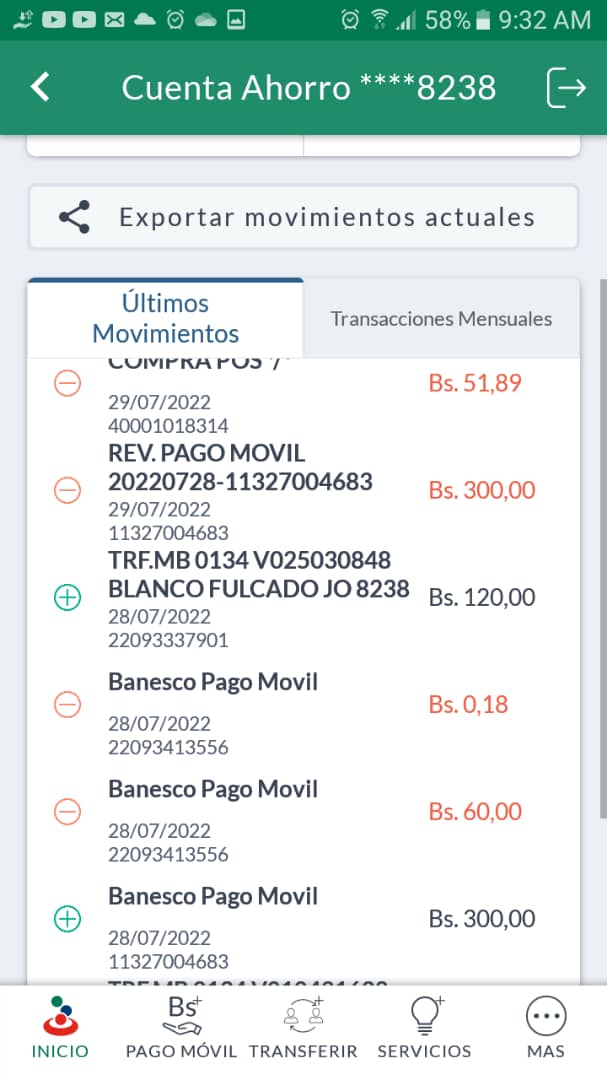 58% 9:32 AM
Cuenta Ahorro ****8238
Exportar movimientos actuales
Últimos
Movimientos
Transacciones Mensuales
COMPRA POS
Bs. 51,89
29/07/2022
40001018314
REV. PAGO MOVIL
20220728-11327004683
Bs. 300,00
29/07/2022
11327004683
TRF.MB 0134 V025030848
BLANCO FULCADO JO 8238
Bs. 120,00
28/07/2022
22093337901
Banesco Pago Movil
Bs. 0,18
28/07/2022
22093413556
Banesco Pago Movil
Bs. 60,00
28/07/2022
22093413556
Banesco Pago Movil
Bs. 300,00
28/07/2022
11327004683
Bs
INICIO PAGO MÓVIL TRANSFERIR SERVICIOS MAS